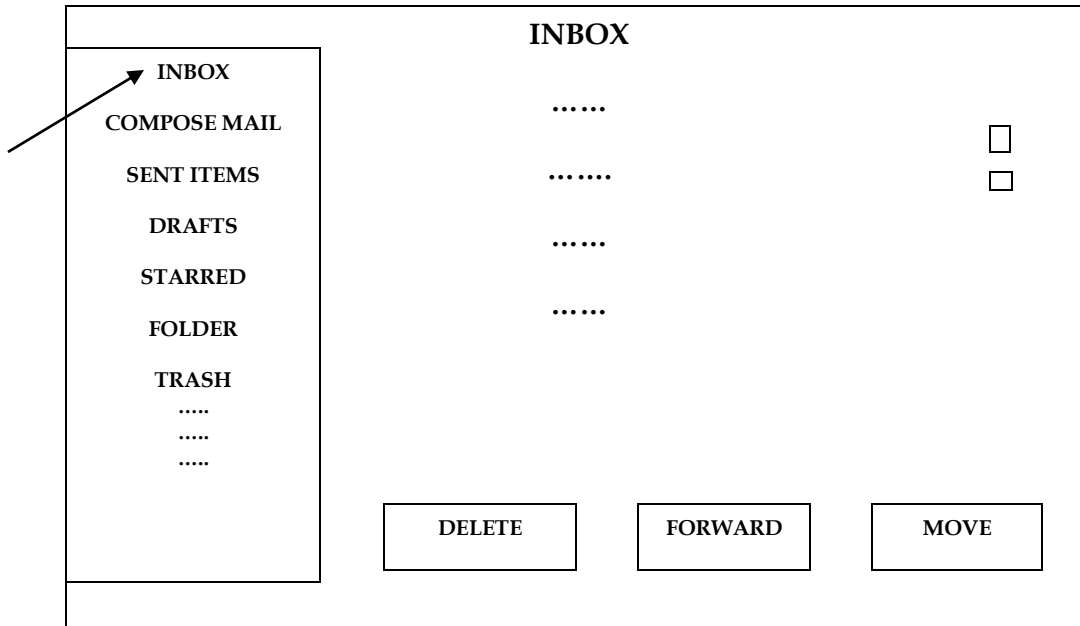 INBOX
INBOX
COMPOSE MAIL
SENT ITEMS
DRAFTS
STARRED
FOLDER
TRASH
…..
…..
…..
……
…….
……
……
DELETE
FORWARD
MOVE